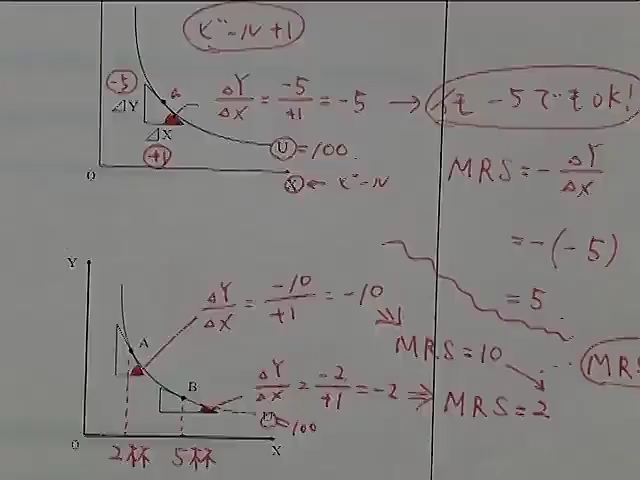 ビール+1
-5
A
ΔY/ΔX = -5/+1 = -5 →
ΔY
ΔX
+1
U=100
0
X ← ビール
-5でもOK!
MRS = - ΔY/ΔX
= -(-5)
= 5
Y
A
ΔY/ΔX = -10/+1 = -10
MRS=10
MRS
B
ΔY/ΔX = -2/+1 = -2 ⇒ MRS=2
=100
0
X
2杯 5杯